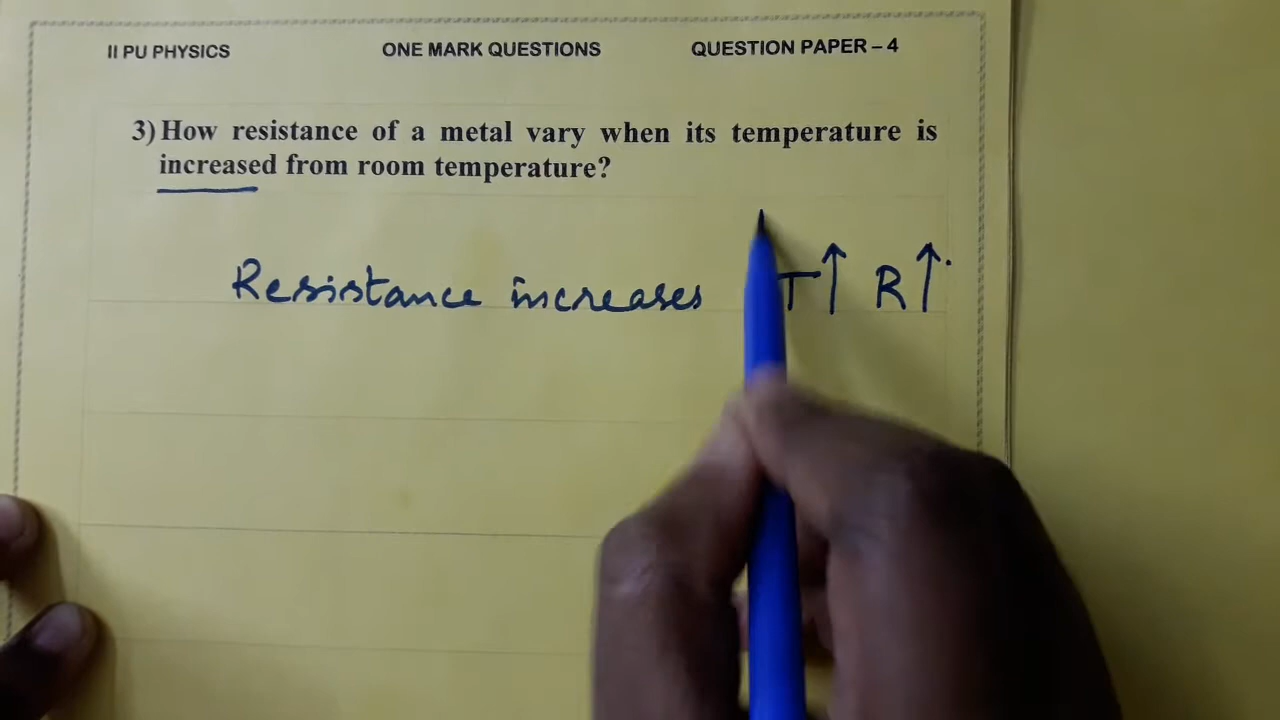 II PU PHYSICS ONE MARK QUESTIONS QUESTION PAPER – 4
3) How resistance of a metal vary when its temperature is
increased from room temperature?
Resistance increases T↑ R↑.